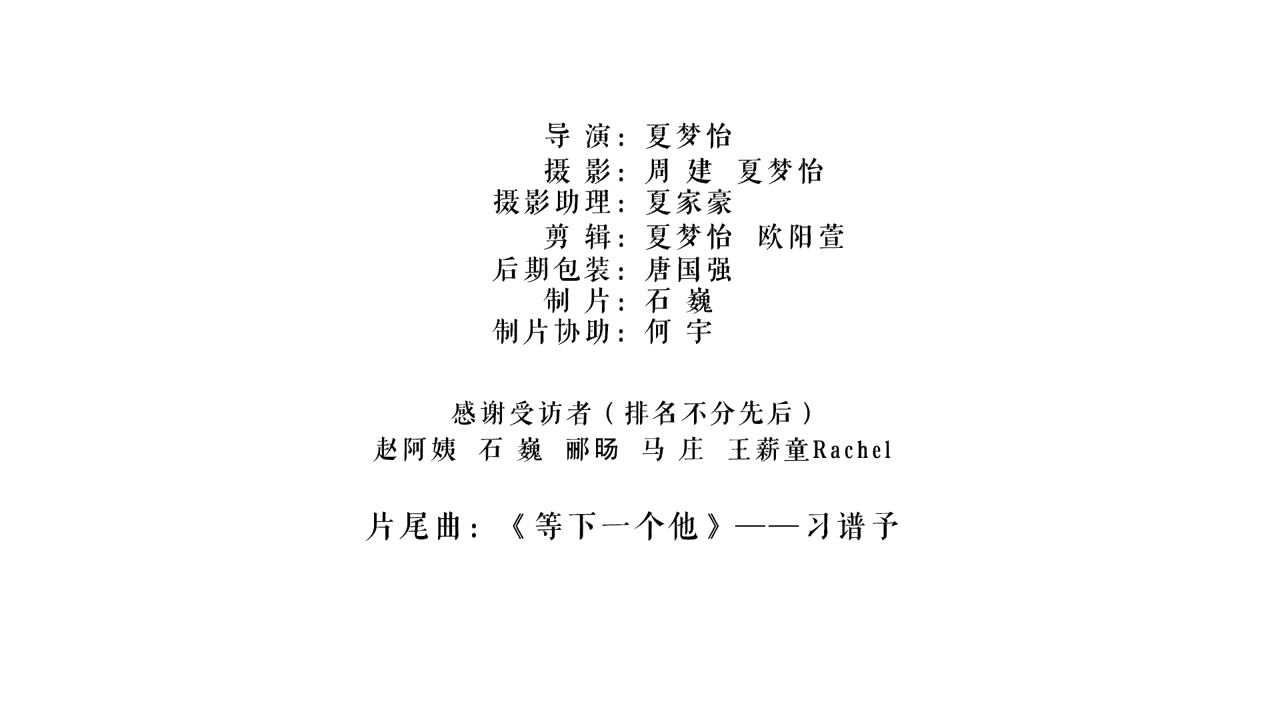 导 演：夏梦怡
摄 影：周 建 夏梦怡
摄影助理：夏家豪
剪 辑：夏梦怡 欧阳萱
后期包装：唐国强
制 片：石 巍
制片协助：何 宇
感谢受访者（排名不分先后）
赵阿姨 石 巍 郦旸 马 庄 王薪童Rachel
片尾曲：《等下一个他》——习谱予